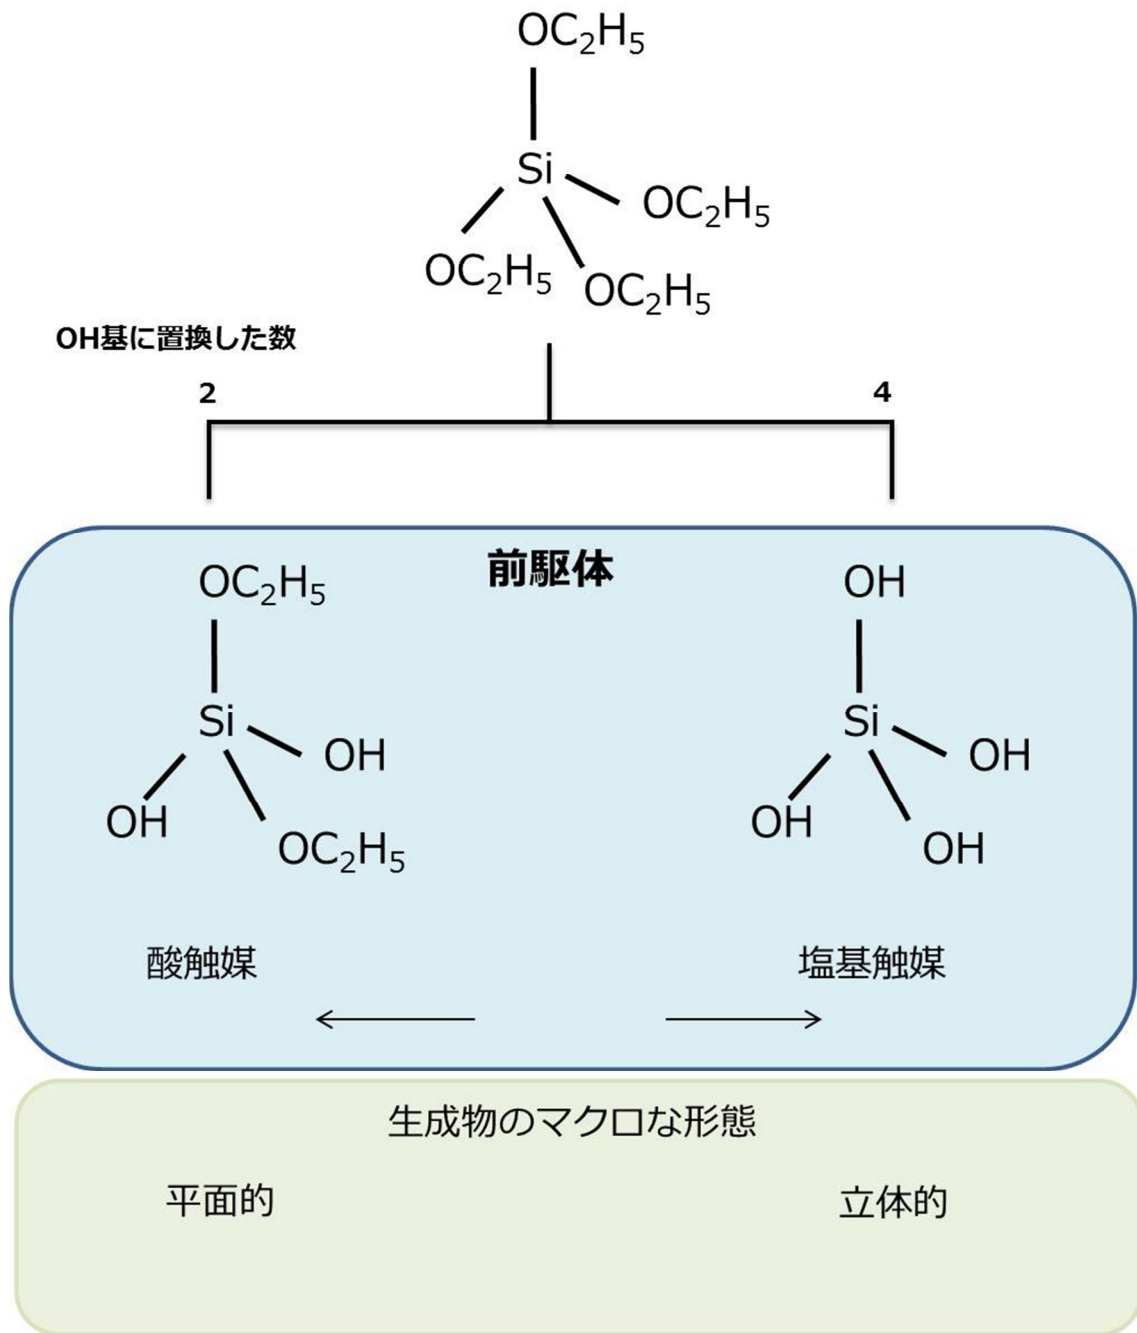 OC₂H₅
Si
OC₂H₅
OC₂H₅
OC₂H₅
OH基に置換した数
2
4
前駆体
OC₂H₅
Si
OH
OH
OC₂H₅
OH
Si
OH
OH
OH
酸触媒
塩基触媒
生成物のマクロな形態
平面的
立体的